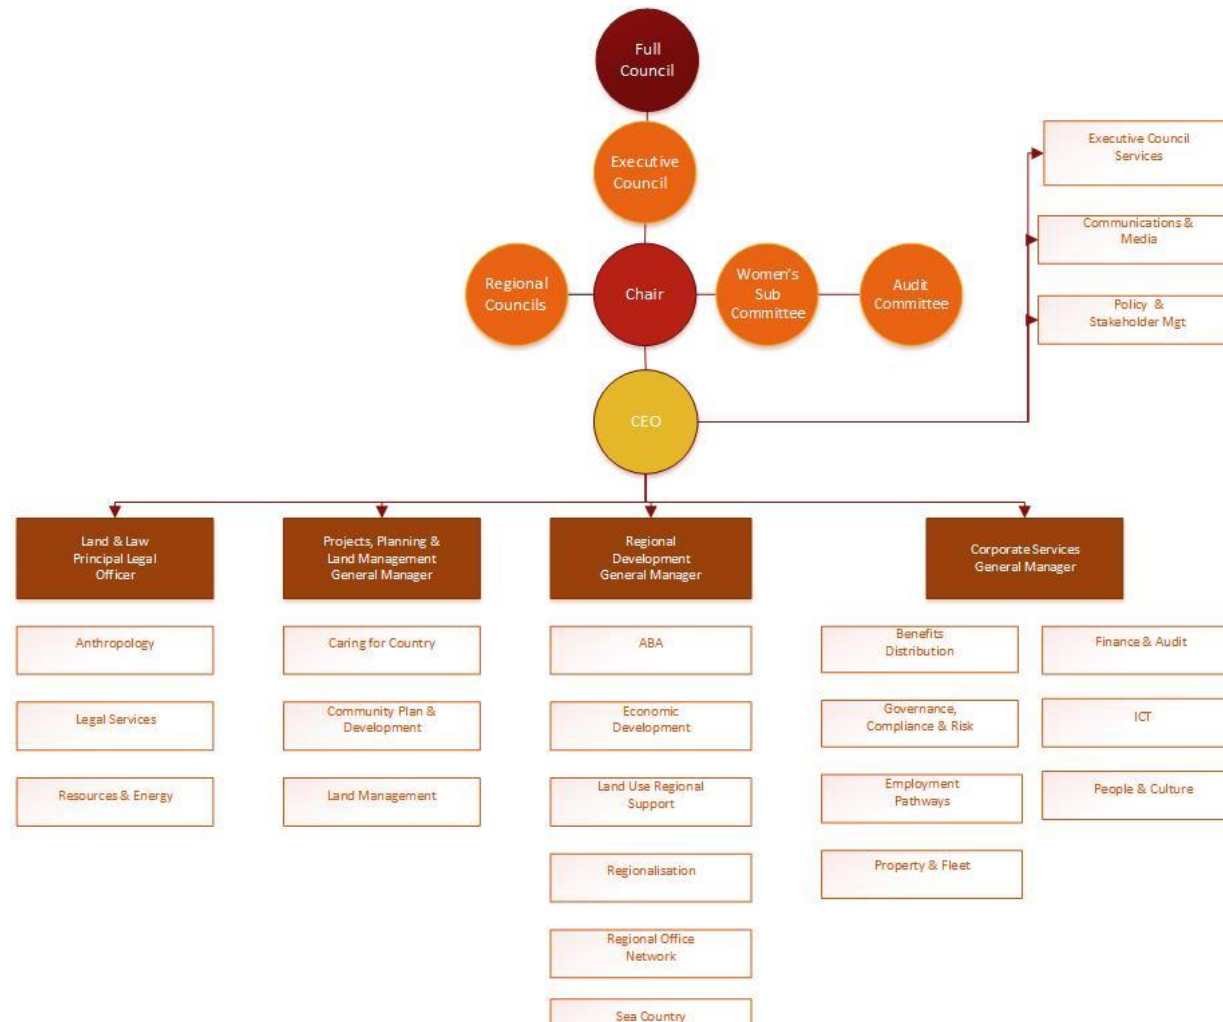 Full
Council
Executive
Council
Executive Council
Services
Communications &
Media
Policy &
Stakeholder Mgt
Regional
Councils
Chair
Women's
Sub
Committee
Audit
Committee
CEO
Land & Law
Principal Legal
Officer
Projects, Planning &
Land Management
General Manager
Regional
Development
General Manager
Corporate Services
General Manager
Anthropology
Legal Services
Resources & Energy
Caring for Country
Community Plan &
Development
Land Management
ABA
Economic
Development
Land Use Regional
Support
Regionalisation
Regional Office
Network
Sea Country
Benefits
Distribution
Governance,
Compliance & Risk
Employment
Pathways
Property & Fleet
Finance & Audit
ICT
People & Culture